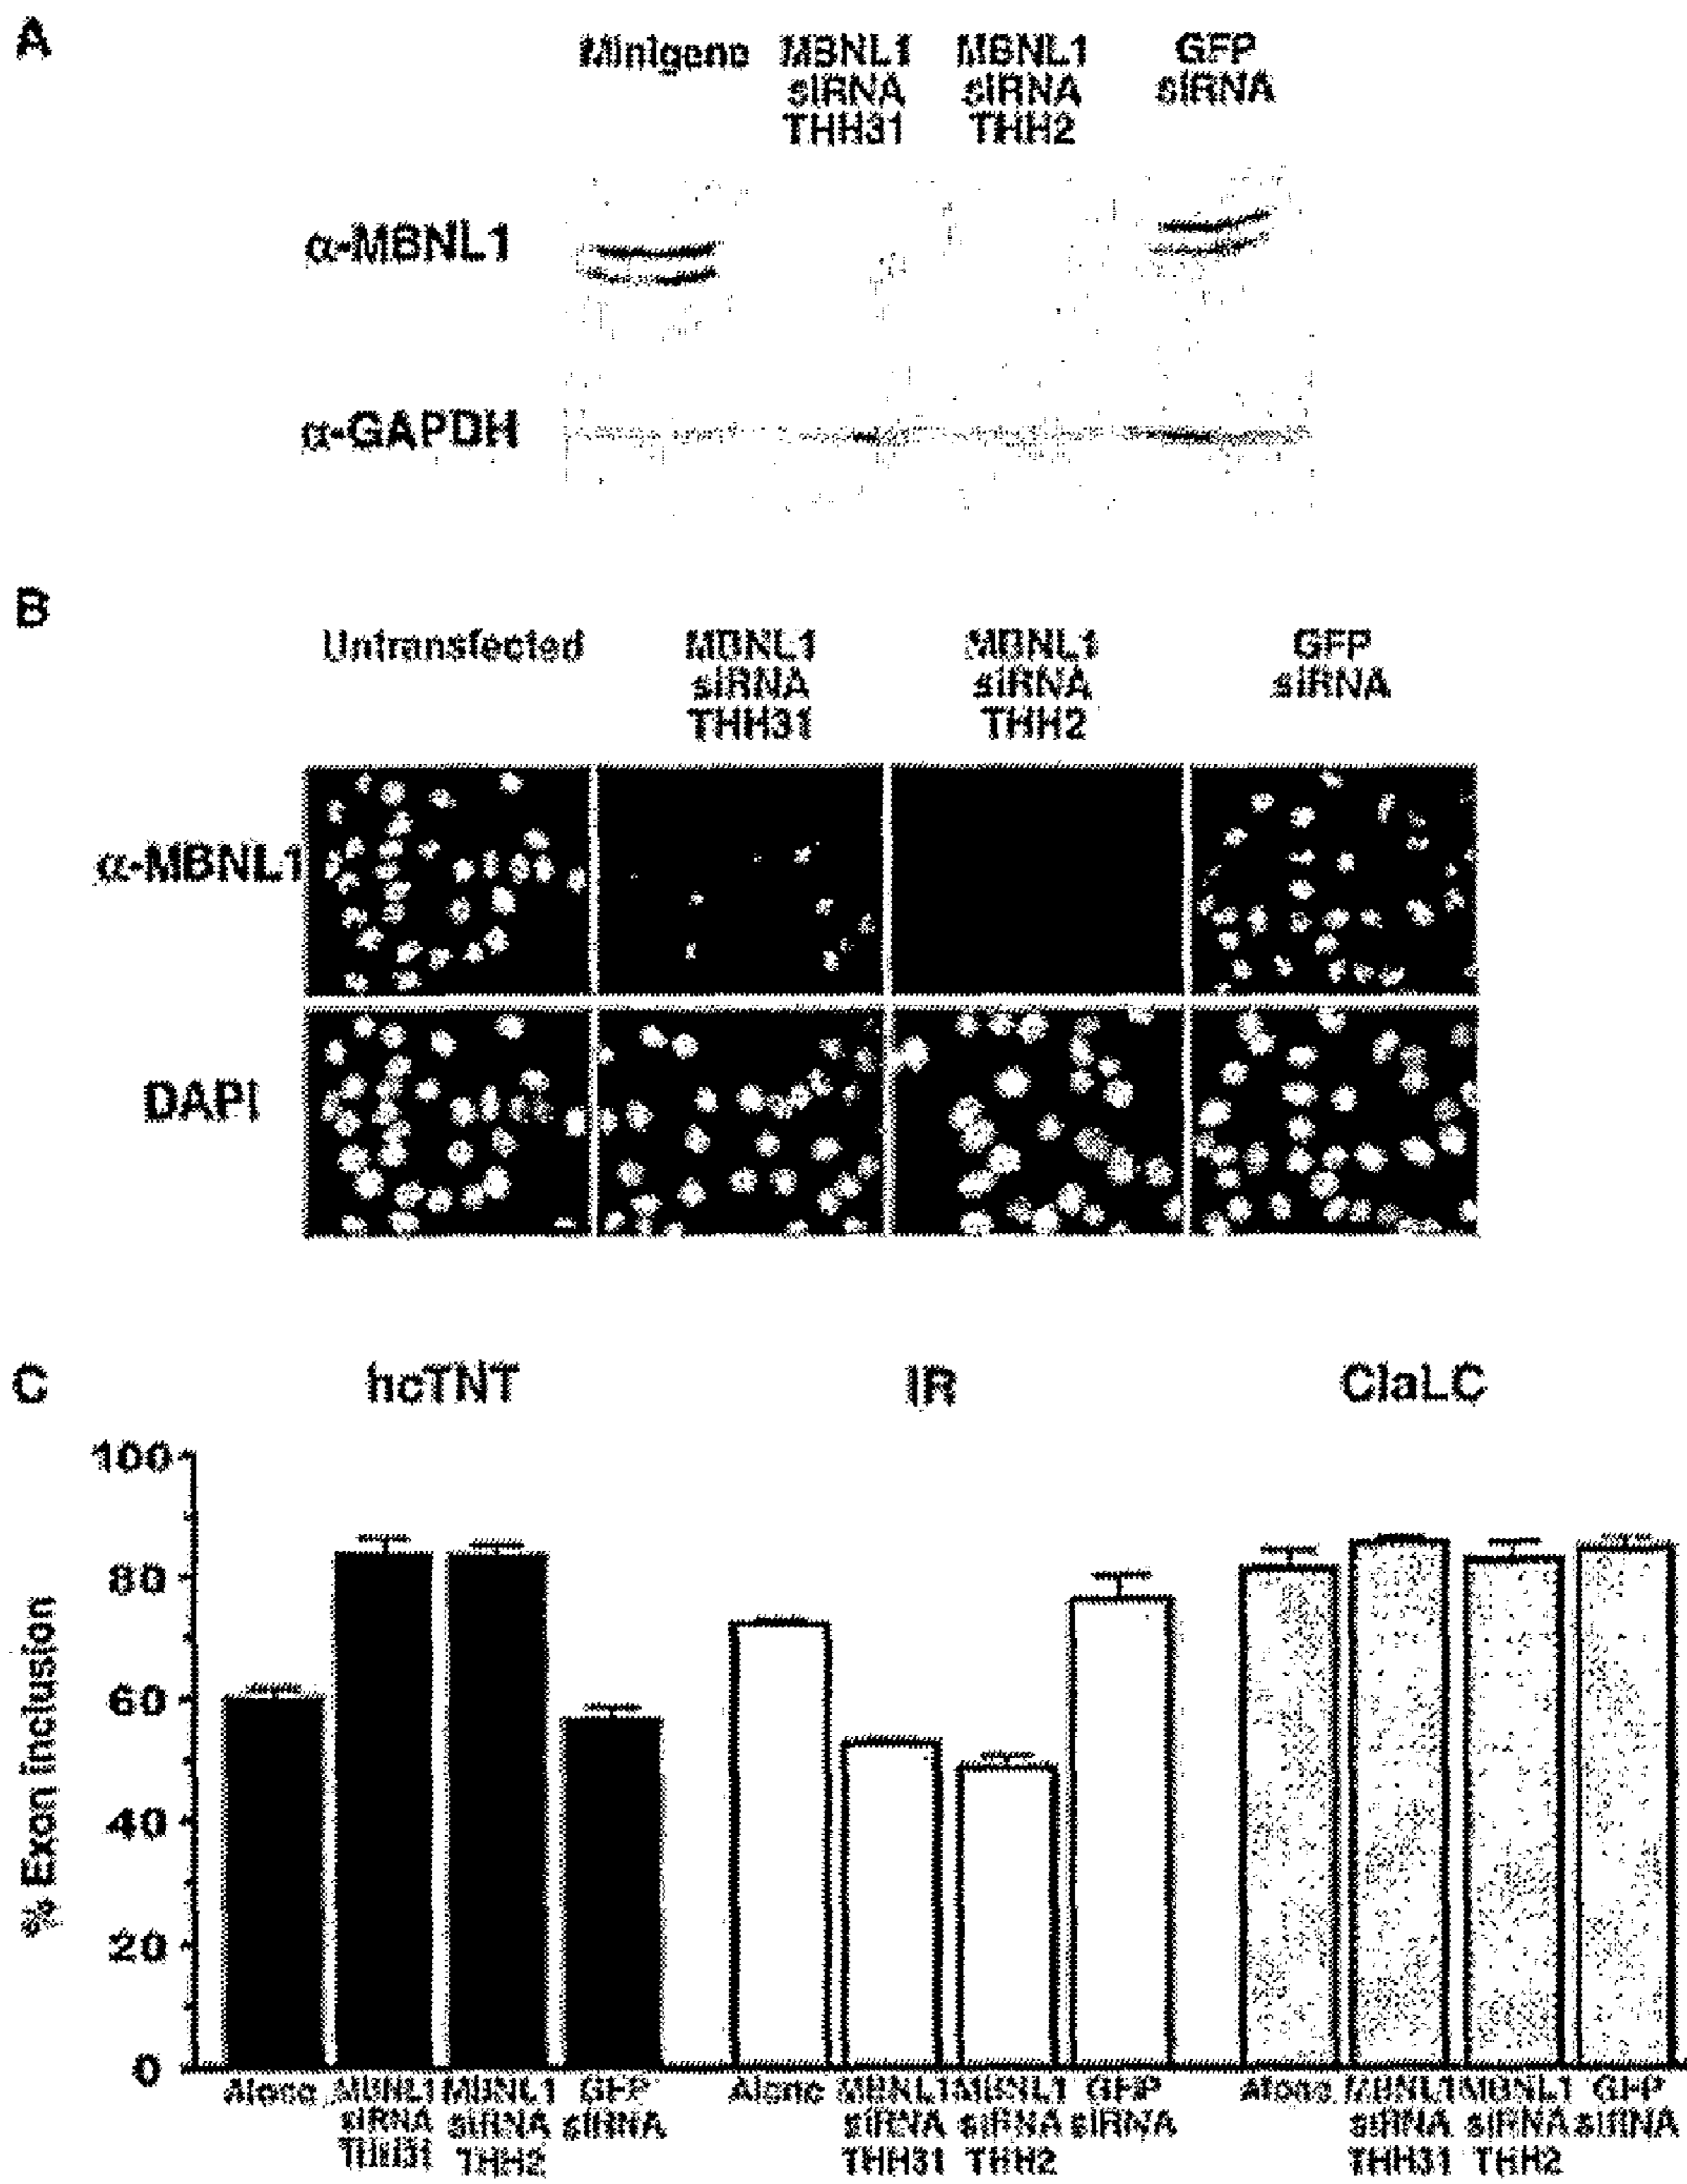 A
Minigene MBNL1 MBNL1 GFP
siRNA siRNA siRNA
THH31 THH2
α-MBNL1
α-GAPDH
B
Untransfected MBNL1 MBNL1 GFP
siRNA siRNA siRNA
THH31 THH2
α-MBNL1
DAPI
C
hcTNT IR ClaLC
% Exon inclusion
100
80
60
40
20
0
Alone MBNL1 MBNL1 GFP Alone MBNL1 MBNL1 GFP Alone MBNL1 MBNL1 GFP
siRNA siRNA siRNA siRNA siRNA siRNA siRNA siRNA siRNA
THH31 THH2 THH31 THH2 THH31 THH2